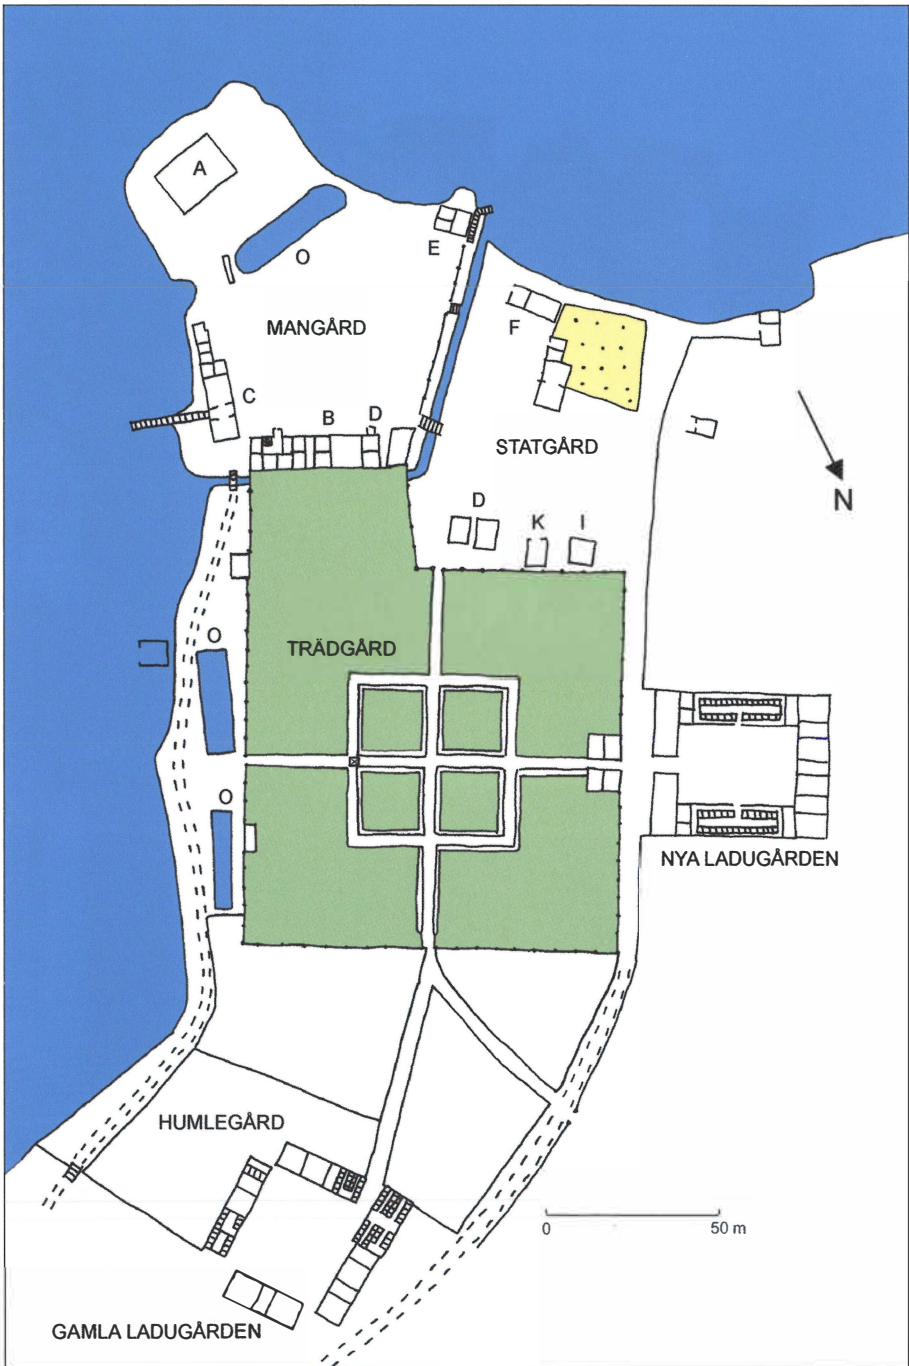 A
O
E
MANGÅRD
F
C
B D
STATGÅRD
N
D
K I
TRÄDGÅRD
O
O
NYA LADUGÅRDEN
HUMLEGÅRD
0 50 m
GAMLA LADUGÅRDEN